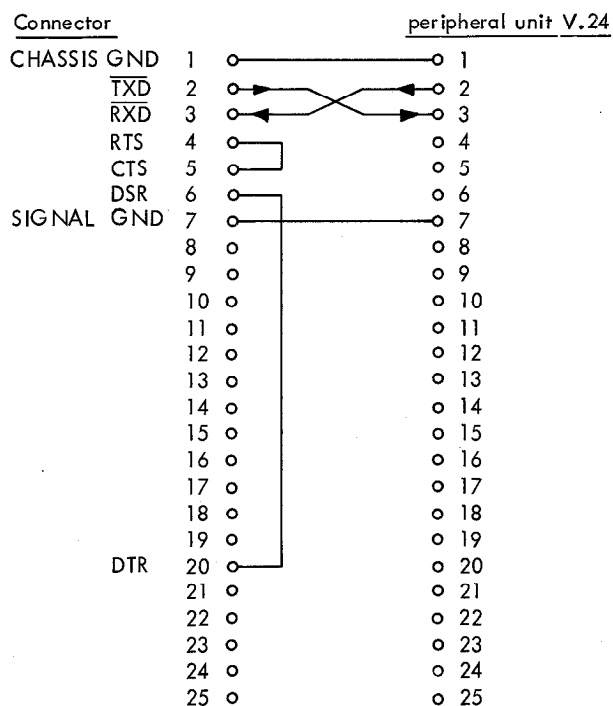 Connector peripheral unit V.24
CHASSIS GND 1 1
TXD 2 2
RXD 3 3
RTS 4 4
CTS 5 5
DSR 6 6
SIGNAL GND 7 7
8 8
9 9
10 10
11 11
12 12
13 13
14 14
15 15
16 16
17 17
18 18
19 19
DTR 20 20
21 21
22 22
23 23
24 24
25 25